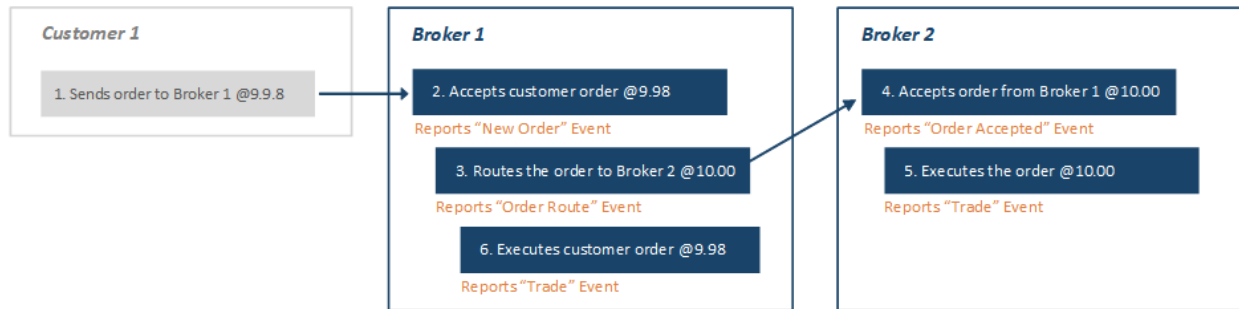 Customer 1
1. Sends order to Broker 1 @9.9.8
Broker 1
2. Accepts customer order @9.98
Reports “New Order” Event
3. Routes the order to Broker 2 @10.00
Reports “Order Route” Event
6. Executes customer order @9.98
Reports “Trade” Event
Broker 2
4. Accepts order from Broker 1 @10.00
Reports “Order Accepted” Event
5. Executes the order @10.00
Reports “Trade” Event